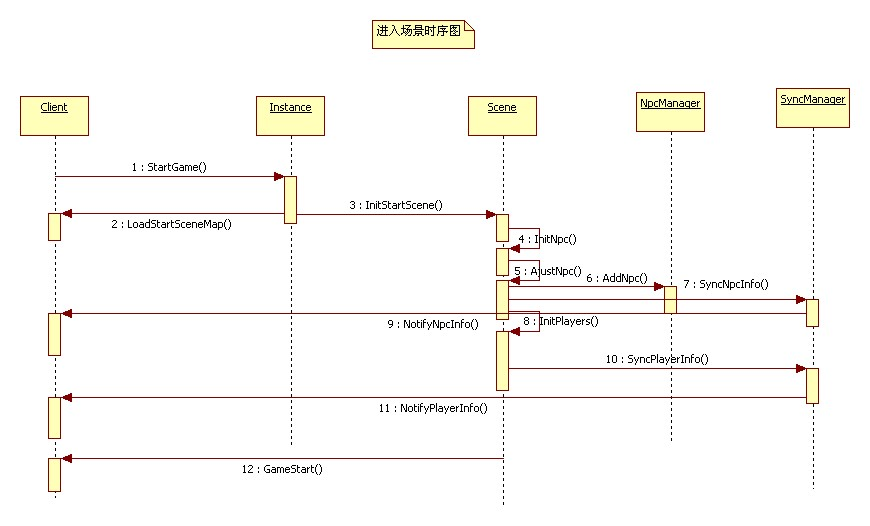 进入场景时序图
Client
Instance
Scene
NpcManager
SyncManager
1 : StartGame()
2 : LoadStartSceneMap()
3 : InitStartScene()
4 : InitNpc()
5 : AjustNpc()
6 : AddNpc()
7 : SyncNpcInfo()
8 : InitPlayers()
9 : NotifyNpcInfo()
10 : SyncPlayerInfo()
11 : NotifyPlayerInfo()
12 : GameStart()